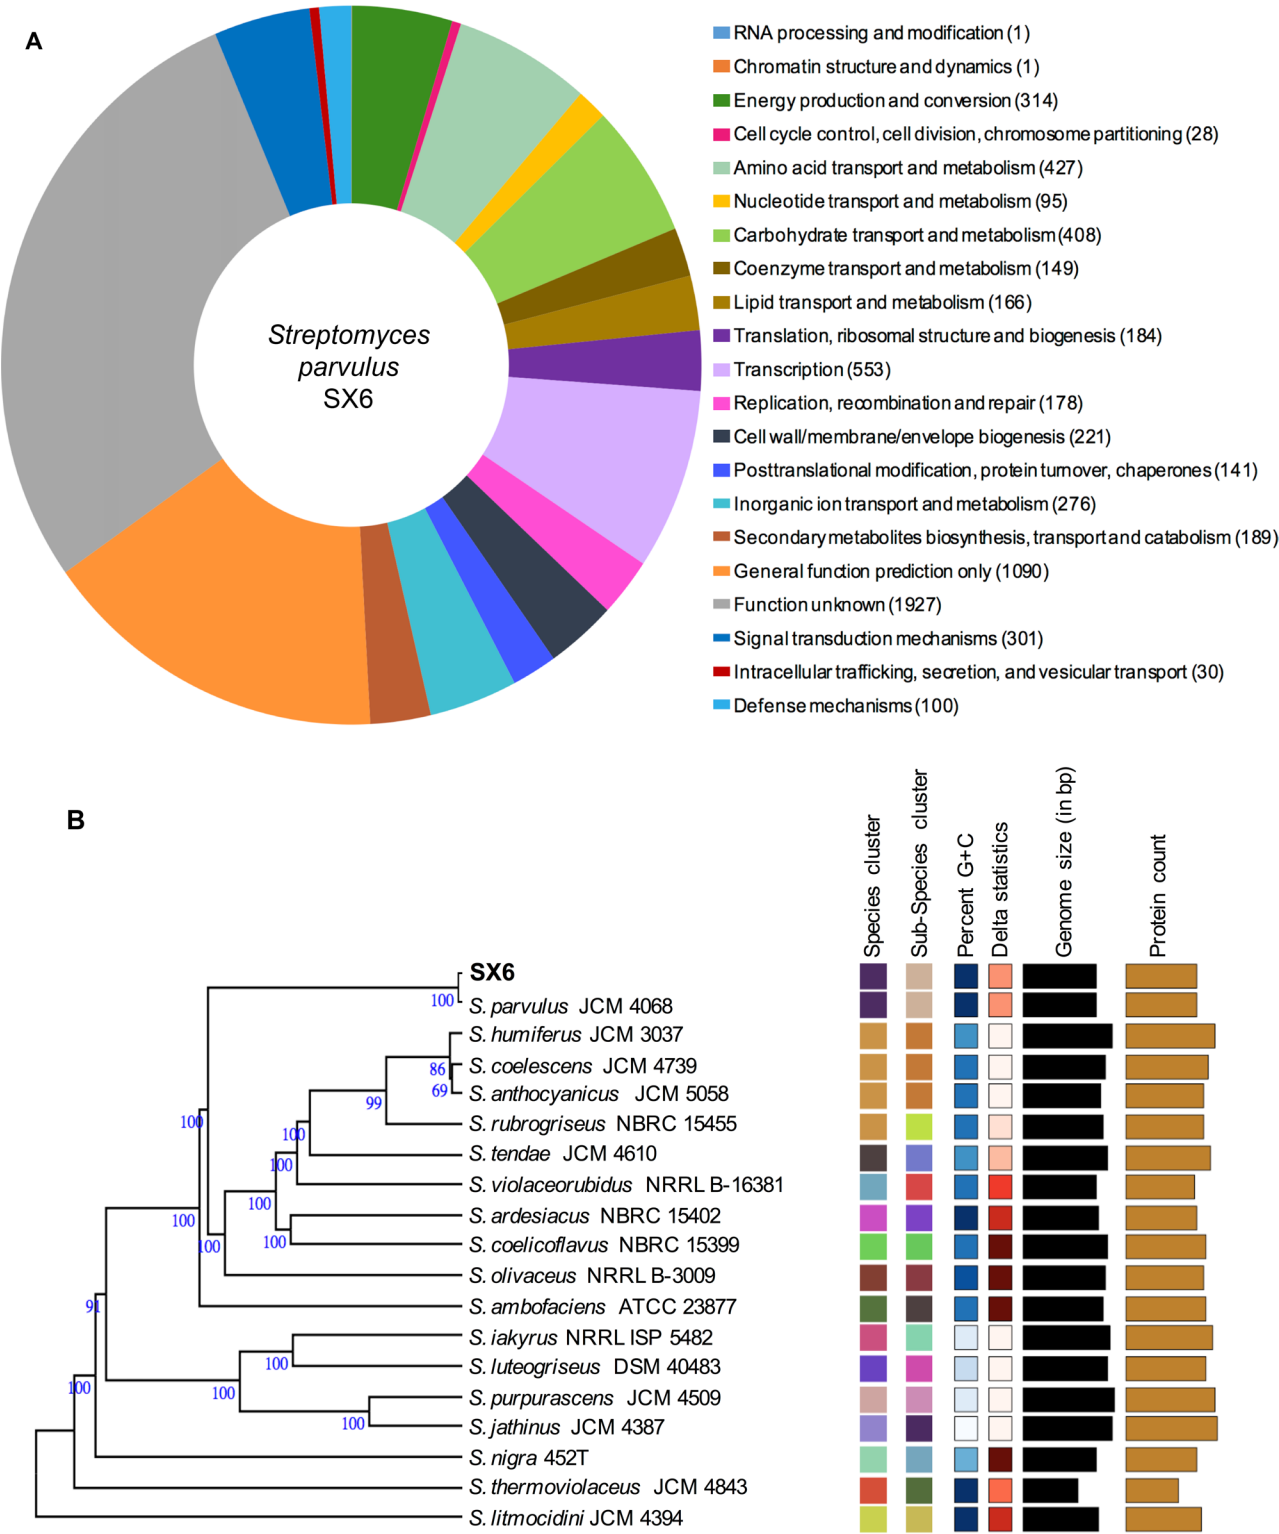 A
Streptomyces
parvulus
SX6
RNA processing and modification (1)
Chromatin structure and dynamics (1)
Energy production and conversion (314)
Cell cycle control, cell division, chromosome partitioning (28)
Amino acid transport and metabolism (427)
Nucleotide transport and metabolism (95)
Carbohydrate transport and metabolism (408)
Coenzyme transport and metabolism (149)
Lipid transport and metabolism (166)
Translation, ribosomal structure and biogenesis (184)
Transcription (553)
Replication, recombination and repair (178)
Cell wall/membrane/envelope biogenesis (221)
Posttranslational modification, protein turnover, chaperones (141)
Inorganic ion transport and metabolism (276)
Secondary metabolites biosynthesis, transport and catabolism (189)
General function prediction only (1090)
Function unknown (1927)
Signal transduction mechanisms (301)
Intracellular trafficking, secretion, and vesicular transport (30)
Defense mechanisms (100)
B
Species cluster
Sub-Species cluster
Percent G+C
Delta statistics
Genome size (in bp)
Protein count
SX6
100
S. parvulus JCM 4068
S. humiferus JCM 3037
86
S. coelescens JCM 4739
69
S. anthocyanicus JCM 5058
99
S. rubrogriseus NBRC 15455
100
100
S. tendae JCM 4610
100
S. violaceorubidus NRRL B-16381
100
S. ardesiacus NBRC 15402
100
100
100
S. coelicoflavus NBRC 15399
S. olivaceus NRRL B-3009
91
S. ambofaciens ATCC 23877
S. iakyrus NRRL ISP 5482
100
S. luteogriseus DSM 40483
100
100
S. purpurascens JCM 4509
100
S. jathinus JCM 4387
S. nigra 452T
S. thermoviolaceus JCM 4843
S. litmocidini JCM 4394